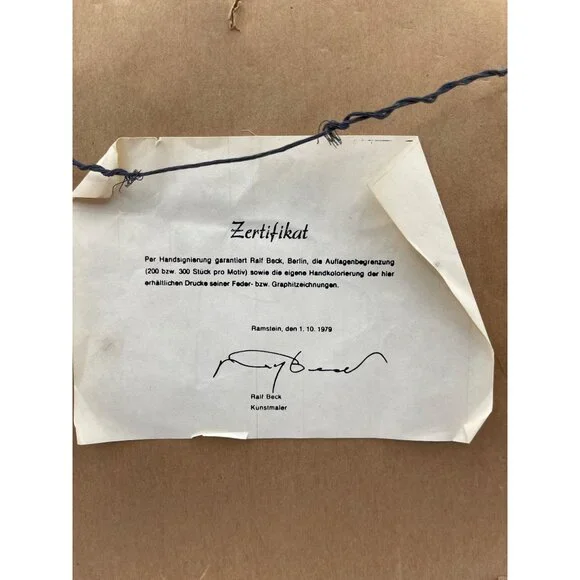 Zertifikat
Per Handsignierung garantiert Ralf Beck, Berlin, die Auflagenbegrenzung
(200 bzw. 300 Stück pro Motiv) sowie die eigene Handkolorierung der hier
erhältlichen Drucke seiner Feder- bzw. Graphitzeichnungen.
Ramstein, den 1. 10. 1979
Ralf Beck
Kunstmaler